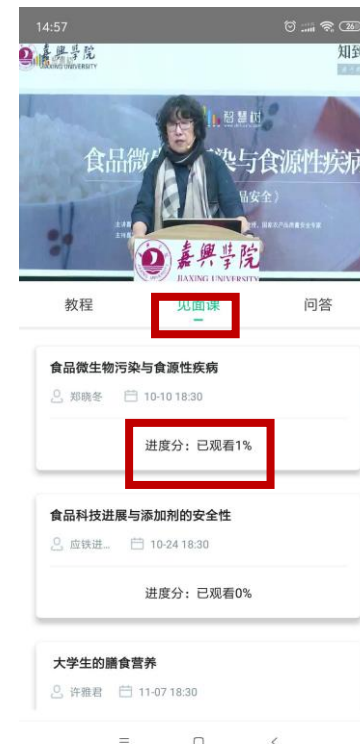 14:57
嘉興学院
JIAXING UNIVERSITY
知到
智慧树
食品微
染与食源性疾病
品安全）
嘉興學院
JIAXING UNIVERSITY
教程
见面课
问答
食品微生物污染与食源性疾病
郑晓冬 10-10 18:30
进度分：已观看1%
食品科技进展与添加剂的安全性
应铁进... 10-24 18:30
进度分：已观看0%
大学生的膳食营养
许雅君 11-07 18:30